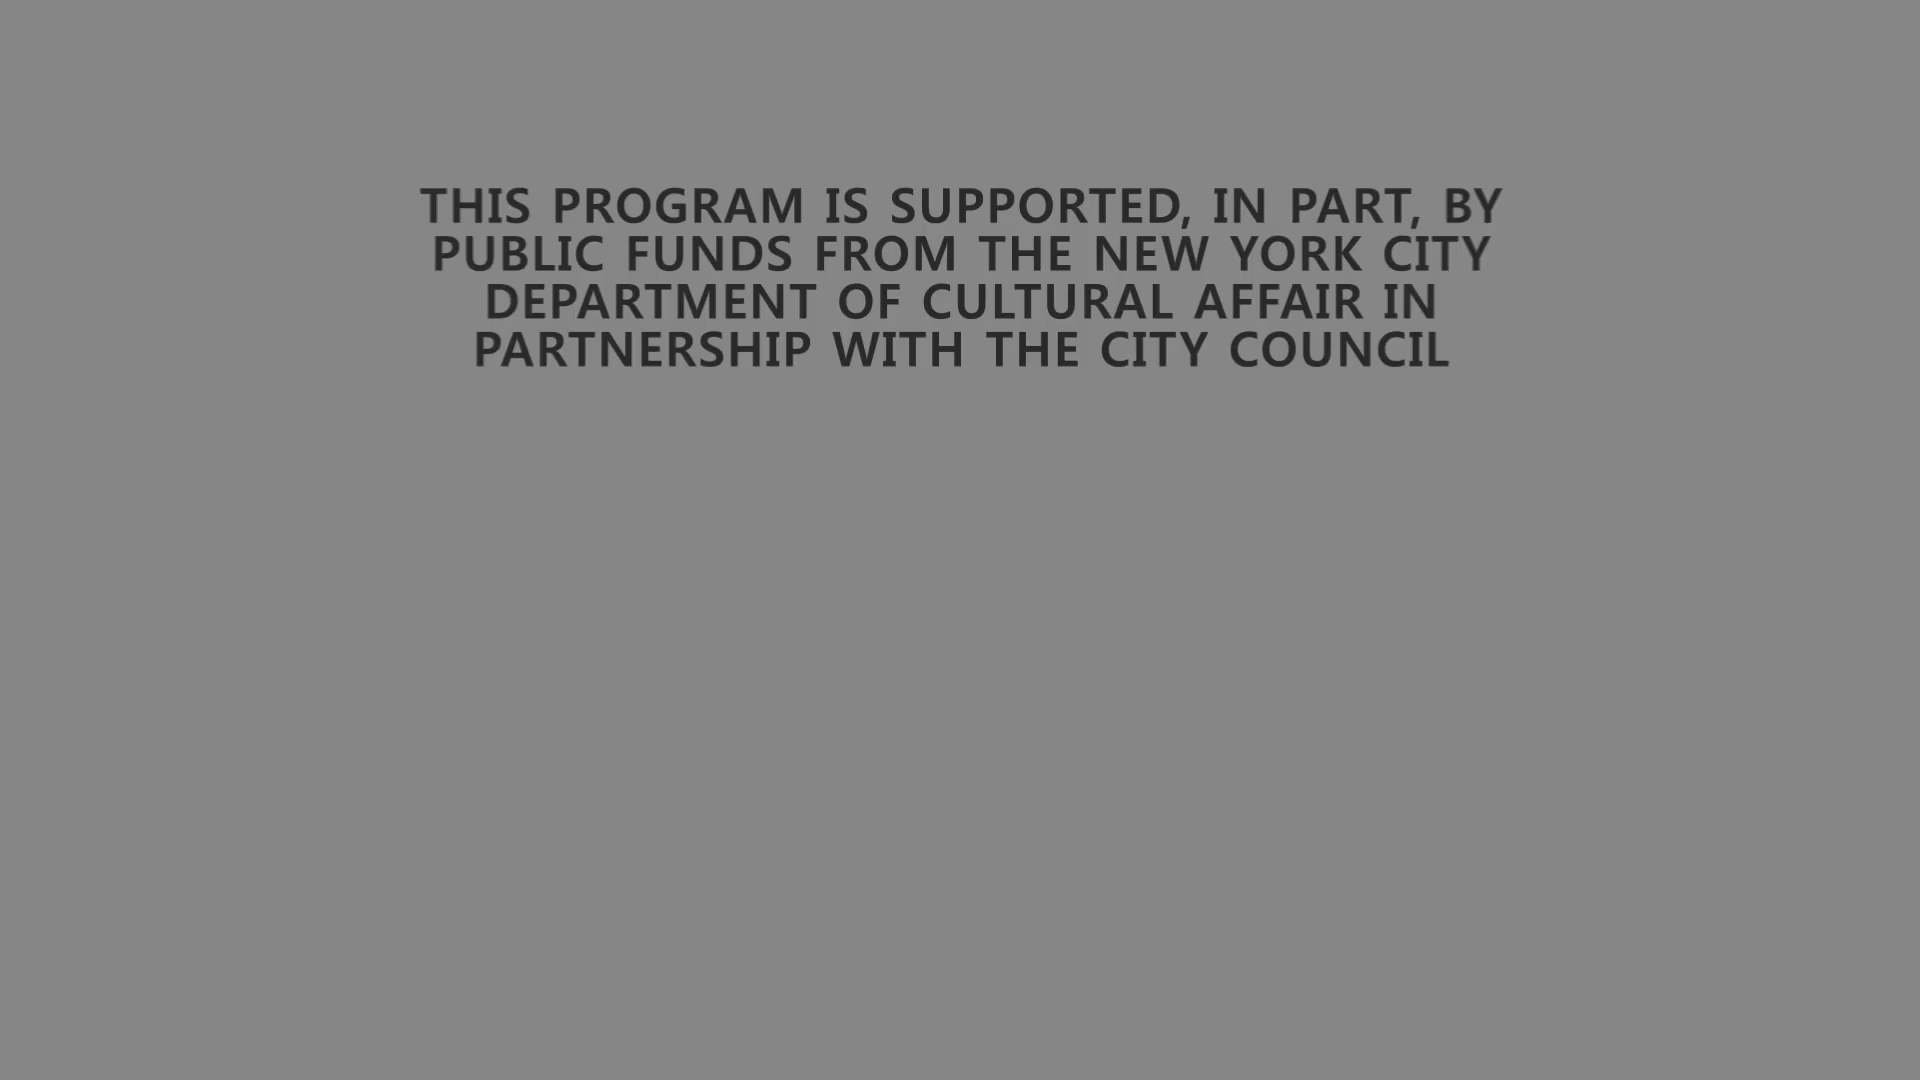 THIS PROGRAM IS SUPPORTED, IN PART, BY
PUBLIC FUNDS FROM THE NEW YORK CITY
DEPARTMENT OF CULTURAL AFFAIR IN
PARTNERSHIP WITH THE CITY COUNCIL